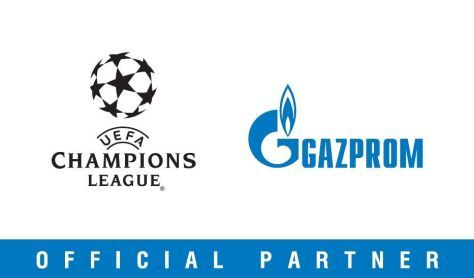 UEFA
CHAMPIONS
LEAGUE®
GAZPROM
OFFICIAL PARTNER